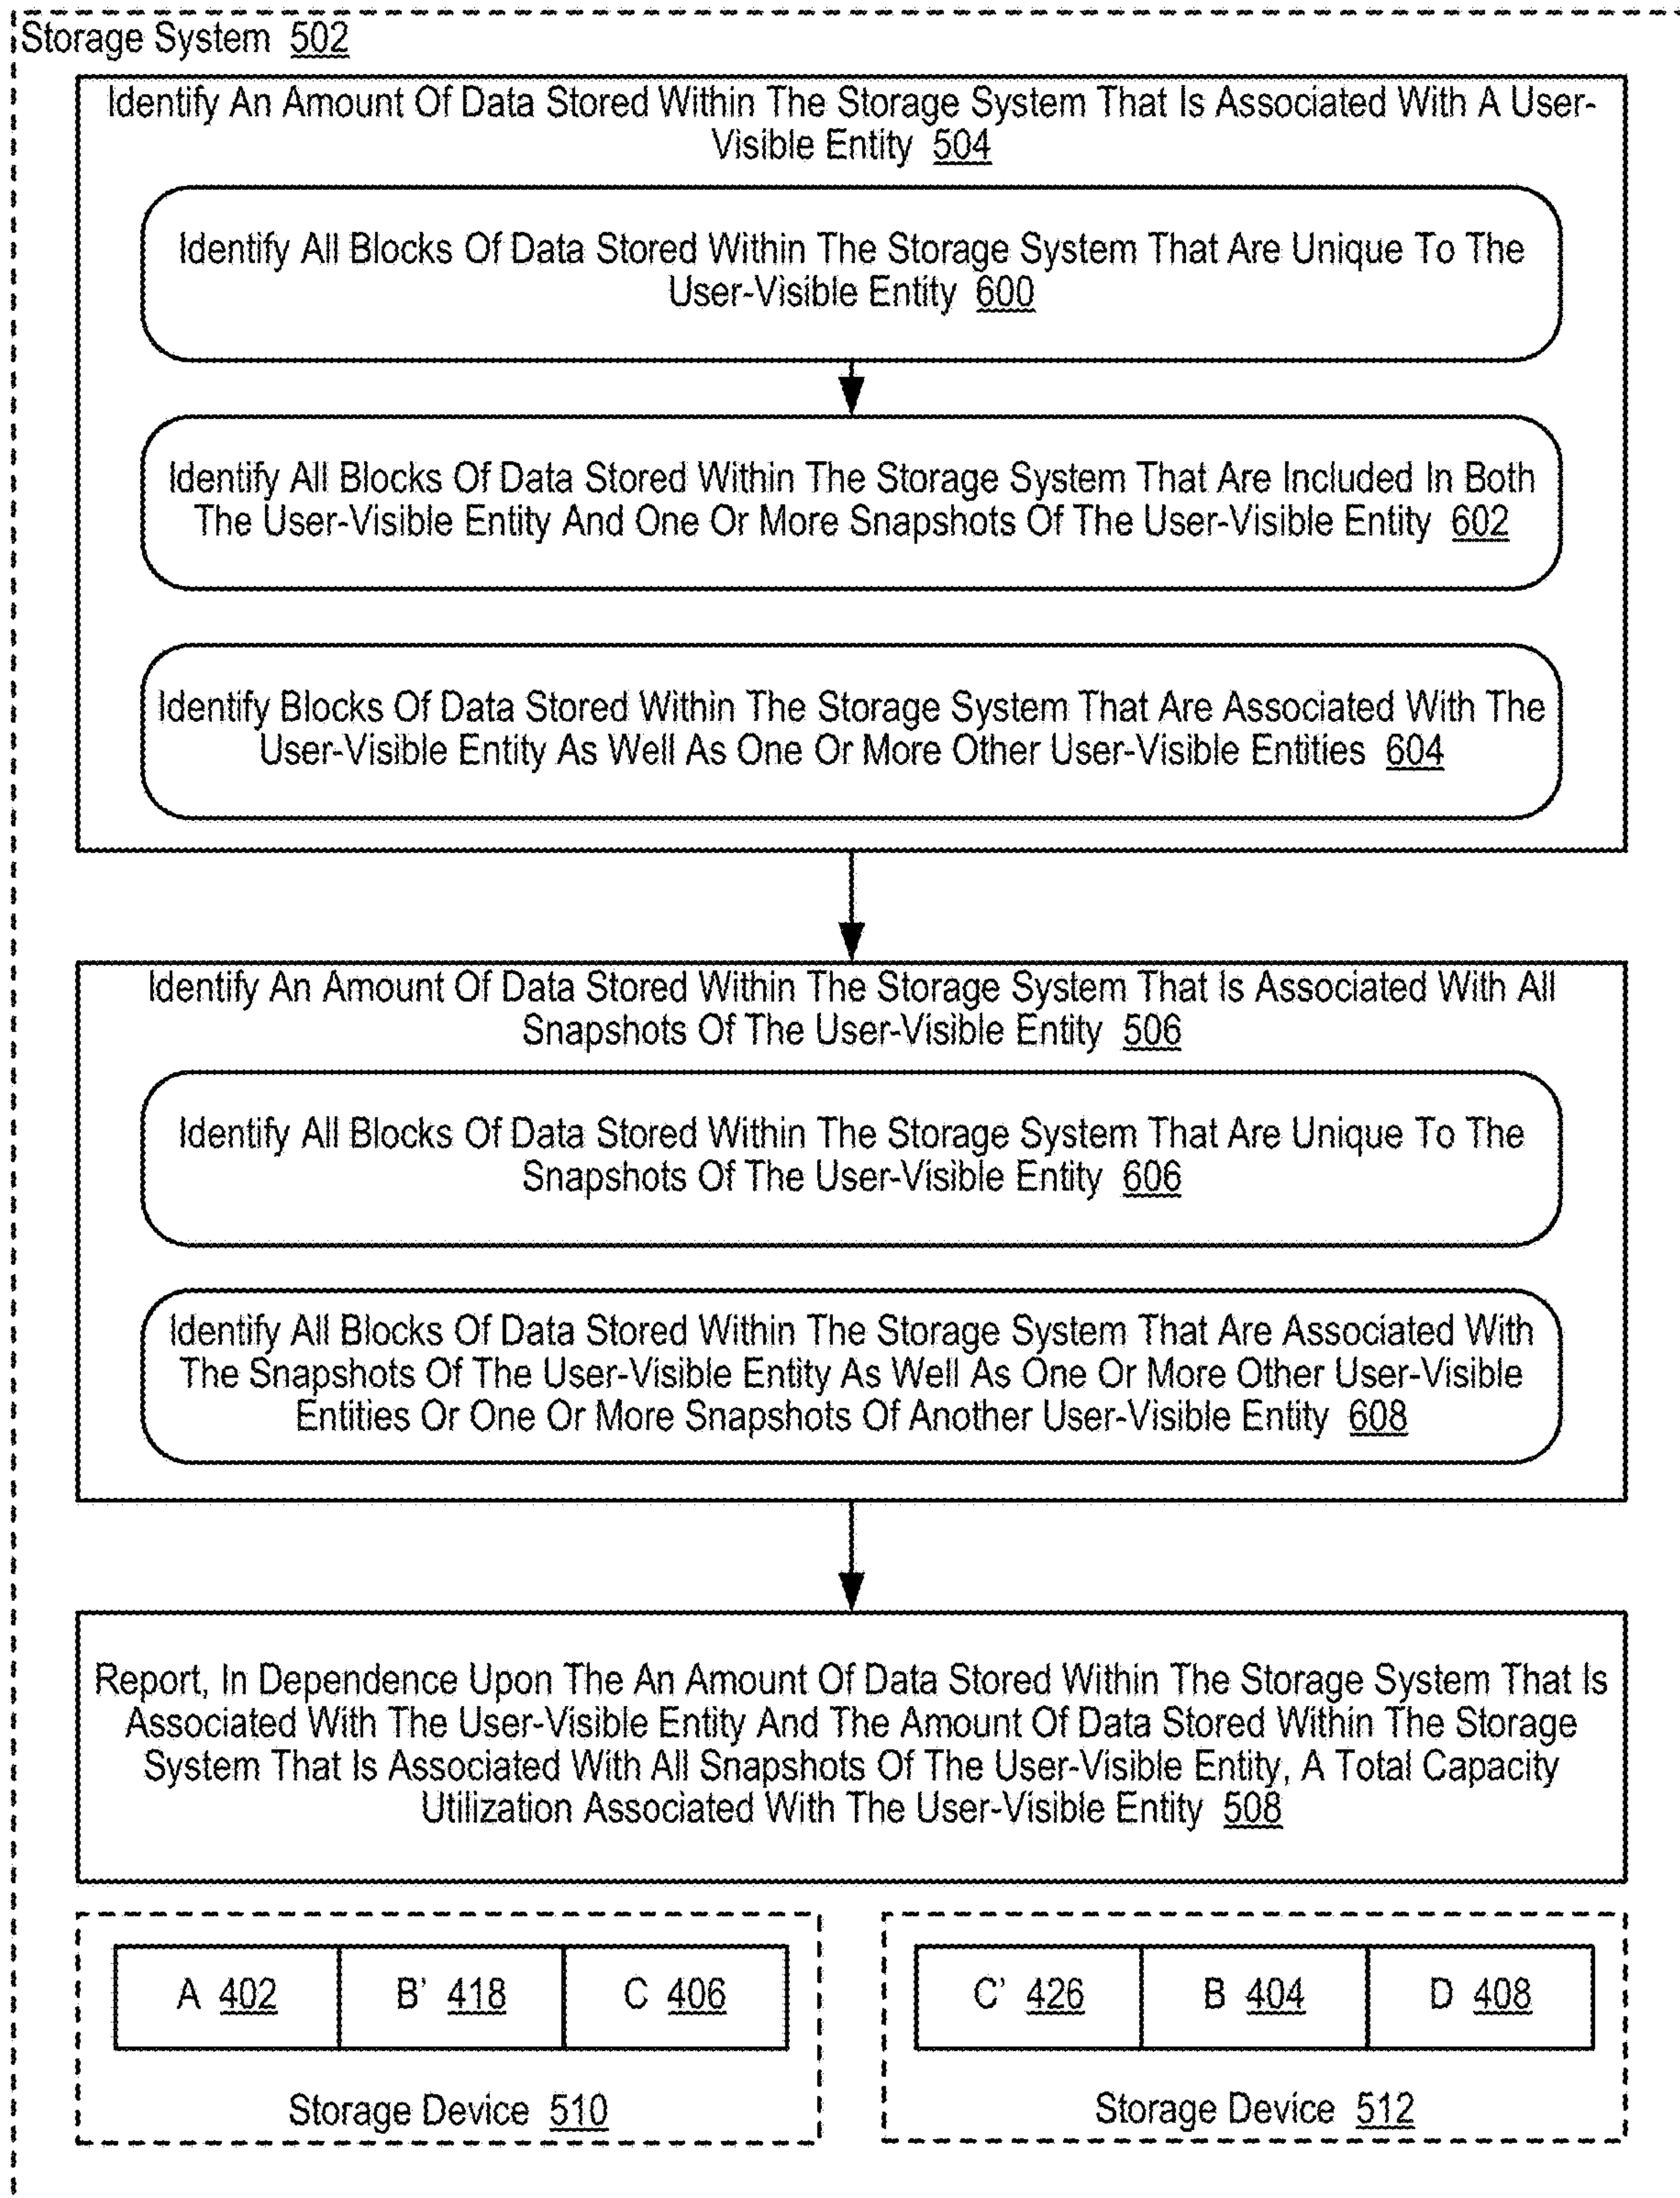 Storage System 502
Identify An Amount Of Data Stored Within The Storage System That Is Associated With A User-
Visible Entity 504
Identify All Blocks Of Data Stored Within The Storage System That Are Unique To The
User-Visible Entity 600
Identify All Blocks Of Data Stored Within The Storage System That Are Included In Both
The User-Visible Entity And One Or More Snapshots Of The User-Visible Entity 602
Identify Blocks Of Data Stored Within The Storage System That Are Associated With The
User-Visible Entity As Well As One Or More Other User-Visible Entities 604
Identify An Amount Of Data Stored Within The Storage System That Is Associated With All
Snapshots Of The User-Visible Entity 506
Identify All Blocks Of Data Stored Within The Storage System That Are Unique To The
Snapshots Of The User-Visible Entity 606
Identify All Blocks Of Data Stored Within The Storage System That Are Associated With
The Snapshots Of The User-Visible Entity As Well As One Or More Other User-Visible
Entities Or One Or More Snapshots Of Another User-Visible Entity 608
Report, In Dependence Upon The An Amount Of Data Stored Within The Storage System That Is
Associated With The User-Visible Entity And The Amount Of Data Stored Within The Storage
System That Is Associated With All Snapshots Of The User-Visible Entity, A Total Capacity
Utilization Associated With The User-Visible Entity 508
A 402 B' 418 C 406
Storage Device 510
C' 426 B 404 D 408
Storage Device 512